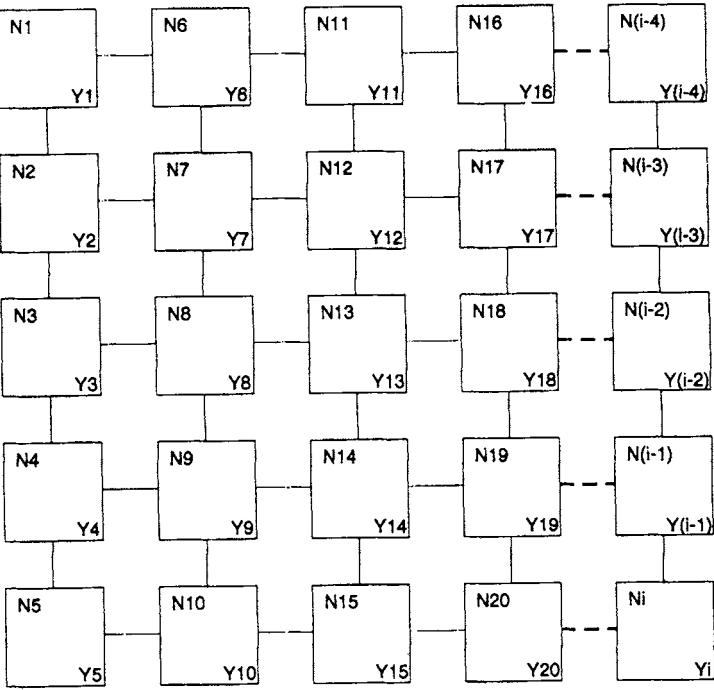 N1 N6 N11 N16 N(i-4)
Y1 Y6 Y11 Y16 Y(i-4)
N2 N7 N12 N17 N(i-3)
Y2 Y7 Y12 Y17 Y(i-3)
N3 N8 N13 N18 N(i-2)
Y3 Y8 Y13 Y18 Y(i-2)
N4 N9 N14 N19 N(i-1)
Y4 Y9 Y14 Y19 Y(i-1)
N5 N10 N15 N20 Ni
Y5 Y10 Y15 Y20 Yi